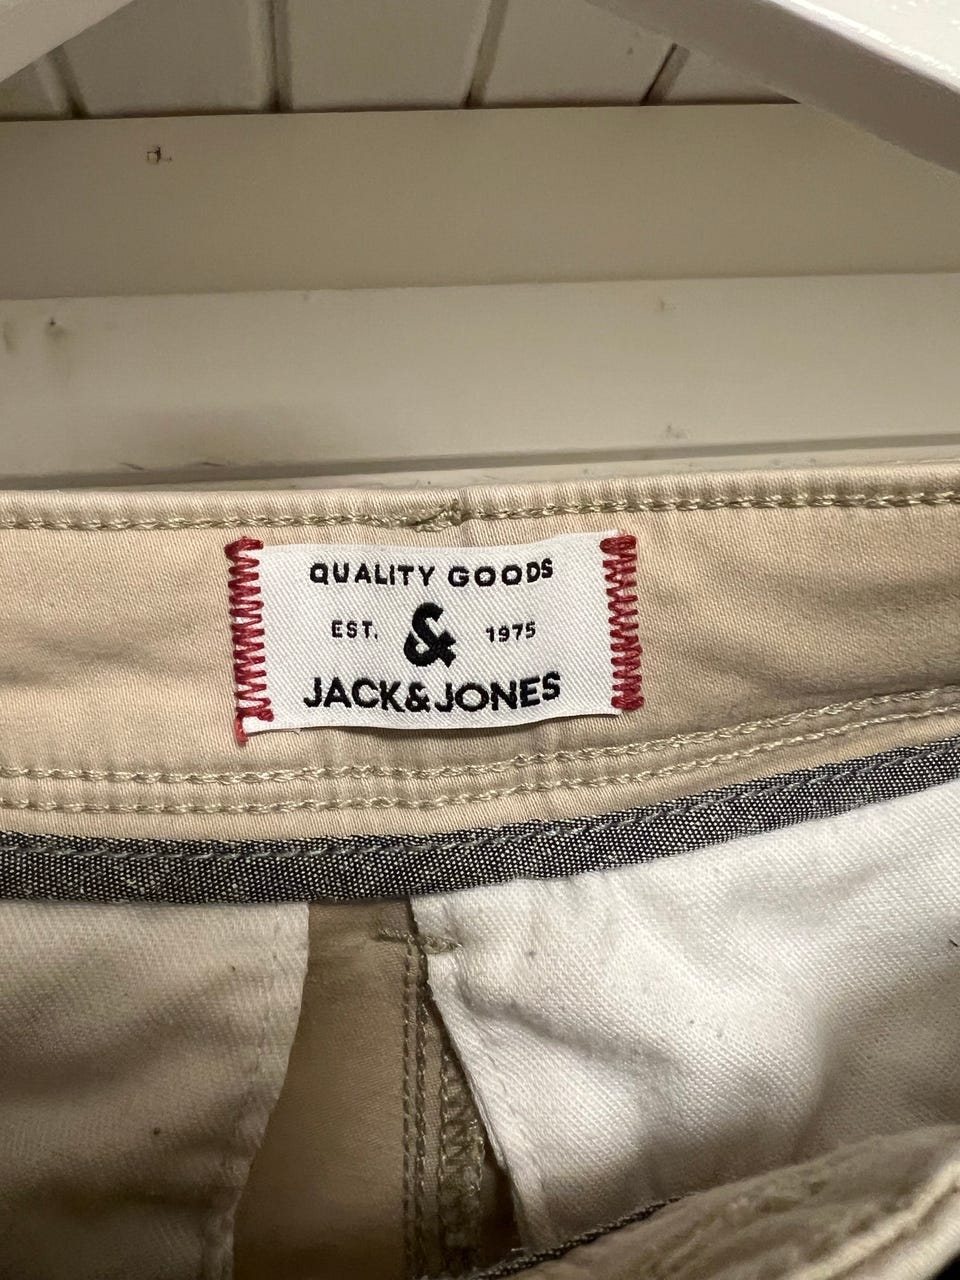 QUALITY GOODS
EST. & 1975
JACK&JONES